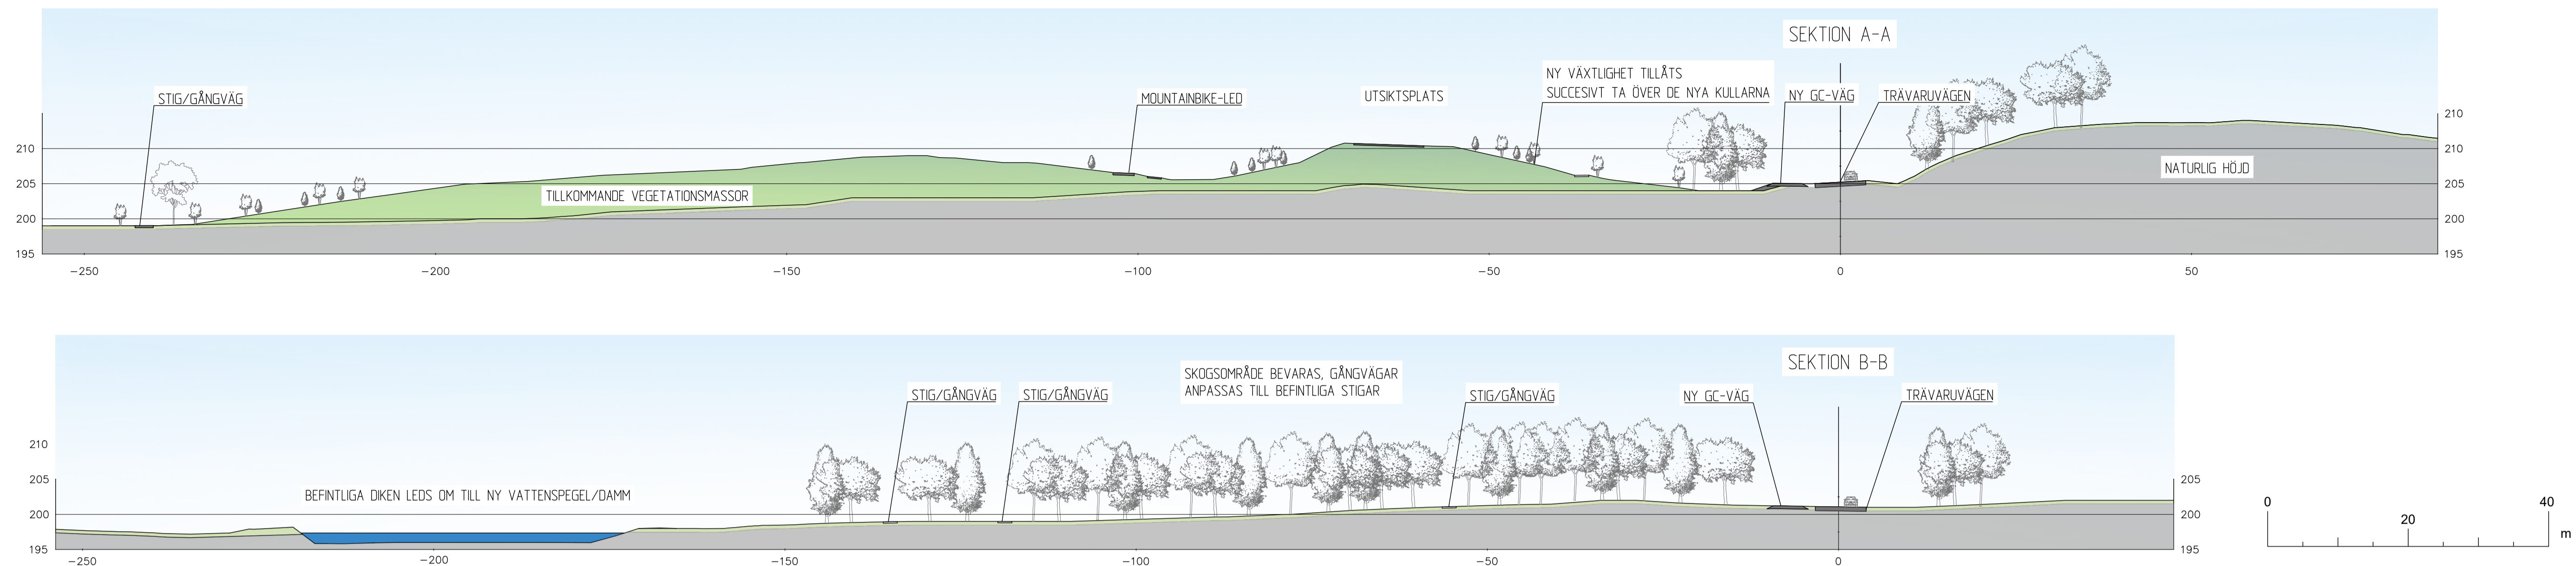 SEKTION A-A
NY VÄXTLIGHET TILLÅTS
SUCCESIVT TA ÖVER DE NYA KULLARNA
STIG/GÅNGVÄG
MOUNTAINBIKE-LED
UTSIKTSPLATS
NY GC-VÄG
TRÄVARUVÄGEN
210
210
210
210
205
TILLKOMMANDE VEGETATIONSMASSOR
NATURLIG HÖJD
205
200
200
195
195
-250
-200
-150
-100
-50
0
50
SEKTION B-B
SKOGSOMRÅDE BEVARAS, GÅNGVÄGAR
ANPASSAS TILL BEFINTLIGA STIGAR
STIG/GÅNGVÄG
STIG/GÅNGVÄG
STIG/GÅNGVÄG
NY GC-VÄG
TRÄVARUVÄGEN
210
205
205
BEFINTLIGA DIKEN LEDS OM TILL NY VATTENSPEGEL/DAMM
200
200
195
195
-250
-200
-150
-100
-50
0
0
40
20
m